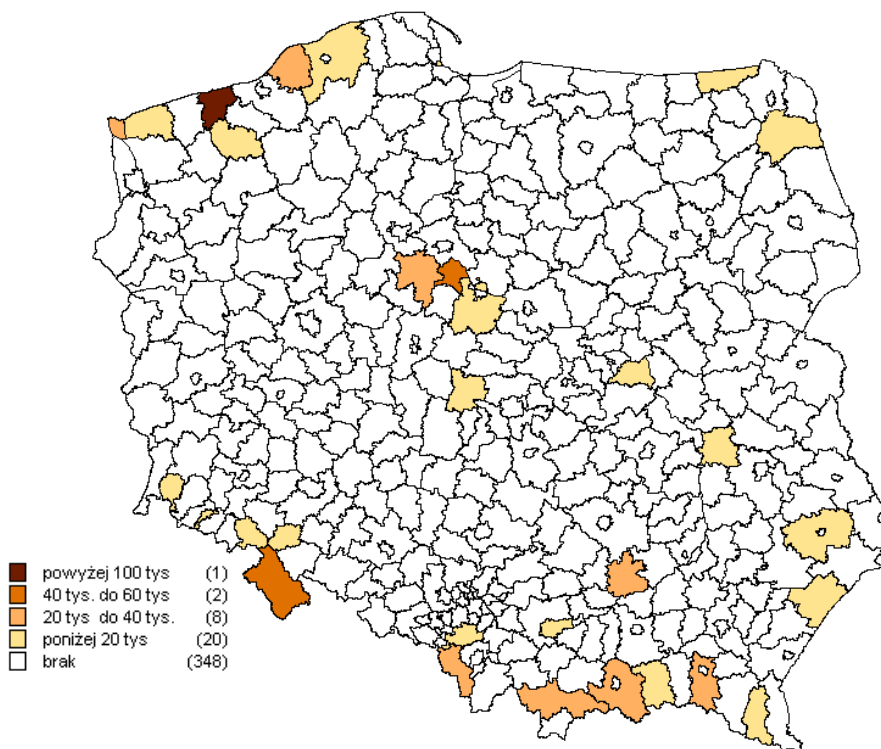 powyżej 100 tys (1)
40 tys. do 60 tys (2)
20 tys do 40 tys. (8)
poniżej 20 tys (20)
brak (348)